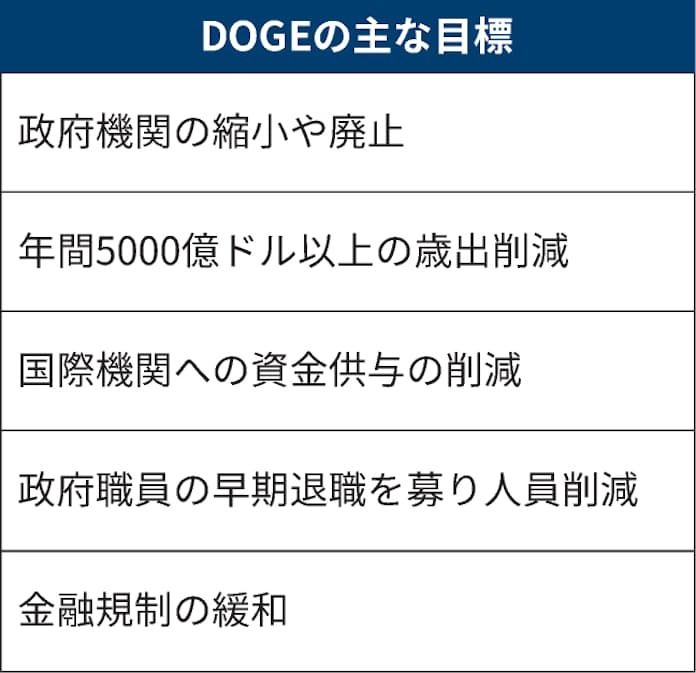 DOGEの主な目標
政府機関の縮小や廃止
年間5000億ドル以上の歳出削減
国際機関への資金供与の削減
政府職員の早期退職を募り人員削減
金融規制の緩和